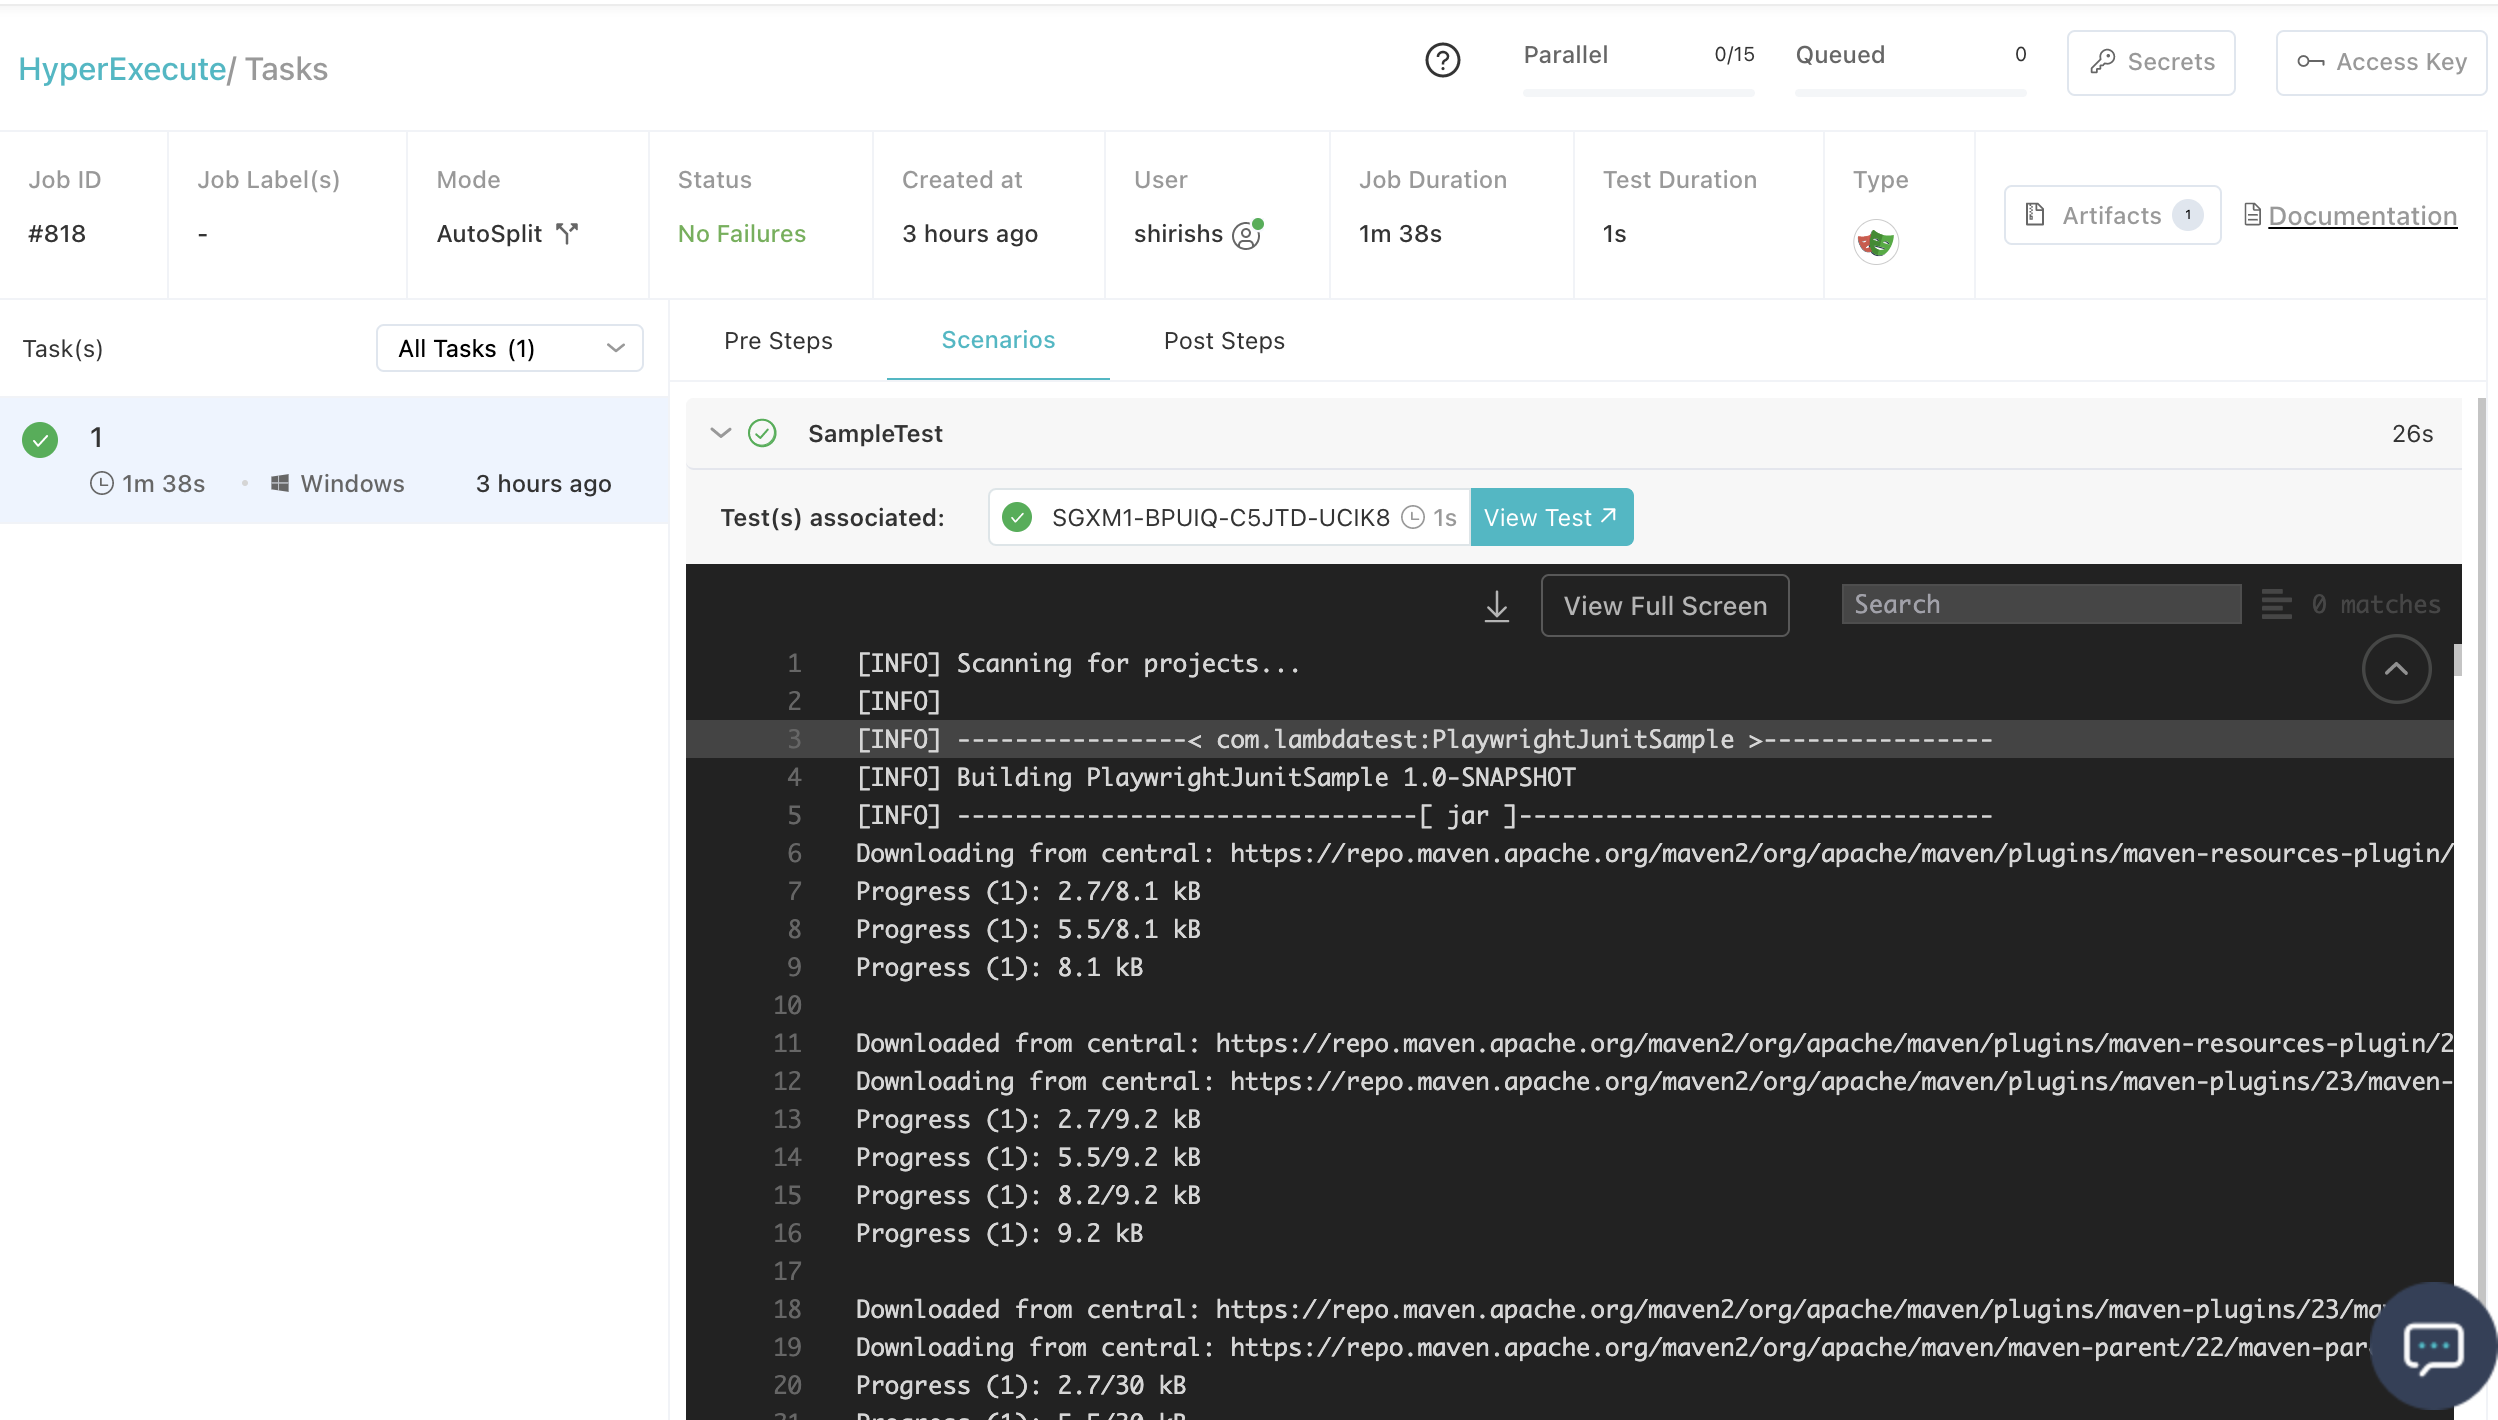 HyperExecute/ Tasks
Parallel 0/15
Queued 0
Secrets
Access Key
Job ID
#818
Job Label(s)
-
Mode
AutoSplit
Status
No Failures
Created at
3 hours ago
User
shirishs
Job Duration
1m 38s
Test Duration
1s
Type
Artifacts 1
Documentation
Task(s)
All Tasks (1)
1
1m 38s • Windows 3 hours ago
Pre Steps
Scenarios
Post Steps
SampleTest 26s
Test(s) associated: SGXM1-BPUIQ-C5JTD-UCIK8 1s View Test
View Full Screen Search 0 matches
1 [INFO] Scanning for projects...
2 [INFO]
3 [INFO] ----------------< com.lambdatest:PlaywrightJunitSample >----------------
4 [INFO] Building PlaywrightJunitSample 1.0-SNAPSHOT
5 [INFO] --------------------------------[ jar ]---------------------------------
6 Downloading from central: https://repo.maven.apache.org/maven2/org/apache/maven/plugins/maven-resources-plugin/
7 Progress (1): 2.7/8.1 kB
8 Progress (1): 5.5/8.1 kB
9 Progress (1): 8.1 kB
10
11 Downloaded from central: https://repo.maven.apache.org/maven2/org/apache/maven/plugins/maven-resources-plugin/2
12 Downloading from central: https://repo.maven.apache.org/maven2/org/apache/maven/plugins/maven-plugins/23/maven-
13 Progress (1): 2.7/9.2 kB
14 Progress (1): 5.5/9.2 kB
15 Progress (1): 8.2/9.2 kB
16 Progress (1): 9.2 kB
17
18 Downloaded from central: https://repo.maven.apache.org/maven2/org/apache/maven/plugins/maven-plugins/23/ma
19 Downloading from central: https://repo.maven.apache.org/maven2/org/apache/maven/maven-parent/22/maven-par
20 Progress (1): 2.7/30 kB
21 Progress (1): 5.5/30 kB